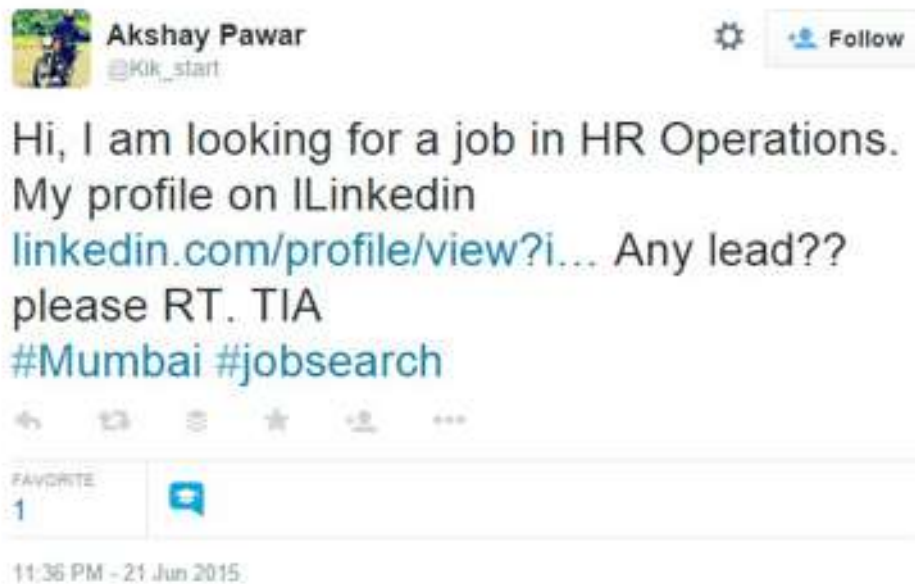 Akshay Pawar
@Kik_start
Follow
Hi, I am looking for a job in HR Operations.
My profile on lLinkedin
linkedin.com/profile/view?i... Any lead??
please RT. TIA
#Mumbai #jobsearch
FAVORITE
1
11:36 PM - 21 Jun 2015